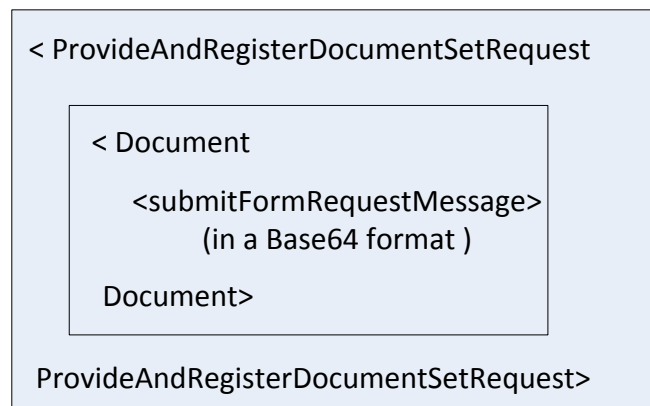 < ProvideAndRegisterDocumentSetRequest
< Document
<submitFormRequestMessage>
(in a Base64 format )
Document>
ProvideAndRegisterDocumentSetRequest>